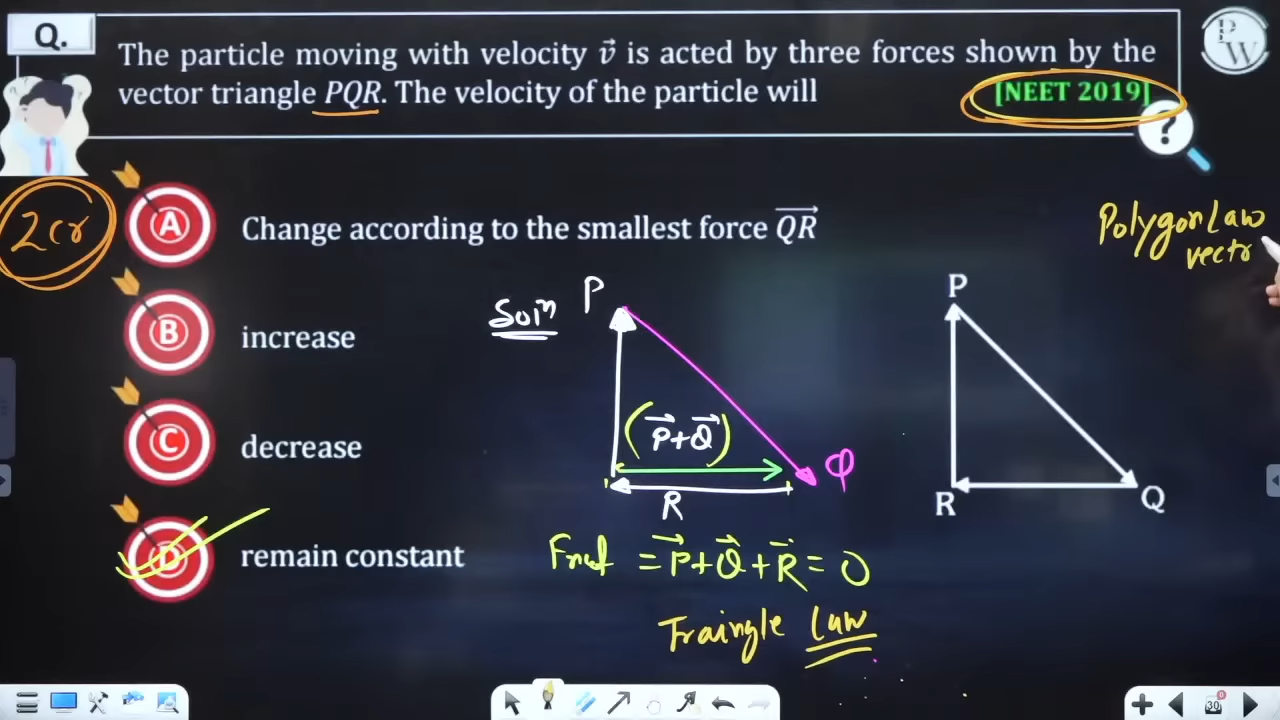 Q.
The particle moving with velocity v⃗ is acted by three forces shown by the
vector triangle PQR. The velocity of the particle will
[NEET 2019]
PW
?
2cr
A
Change according to the smallest force QR⃗
B
increase
C
decrease
D
remain constant
Soln
P
(P⃗+Q⃗)
Q
R
Fnet = P⃗+Q⃗+R⃗ = 0
Traingle Law
Polygon Law
vecto
P
R
Q
30